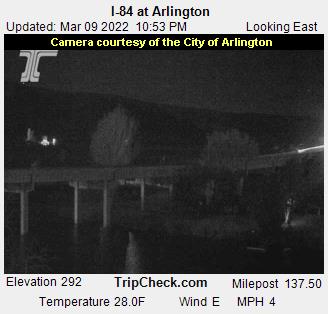 I-84 at Arlington
Updated: Mar 09 2022 10:53 PM Looking East
Camera courtesy of the City of Arlington
Elevation 292 TripCheck.com Milepost 137.50
Temperature 28.0F Wind E MPH 4